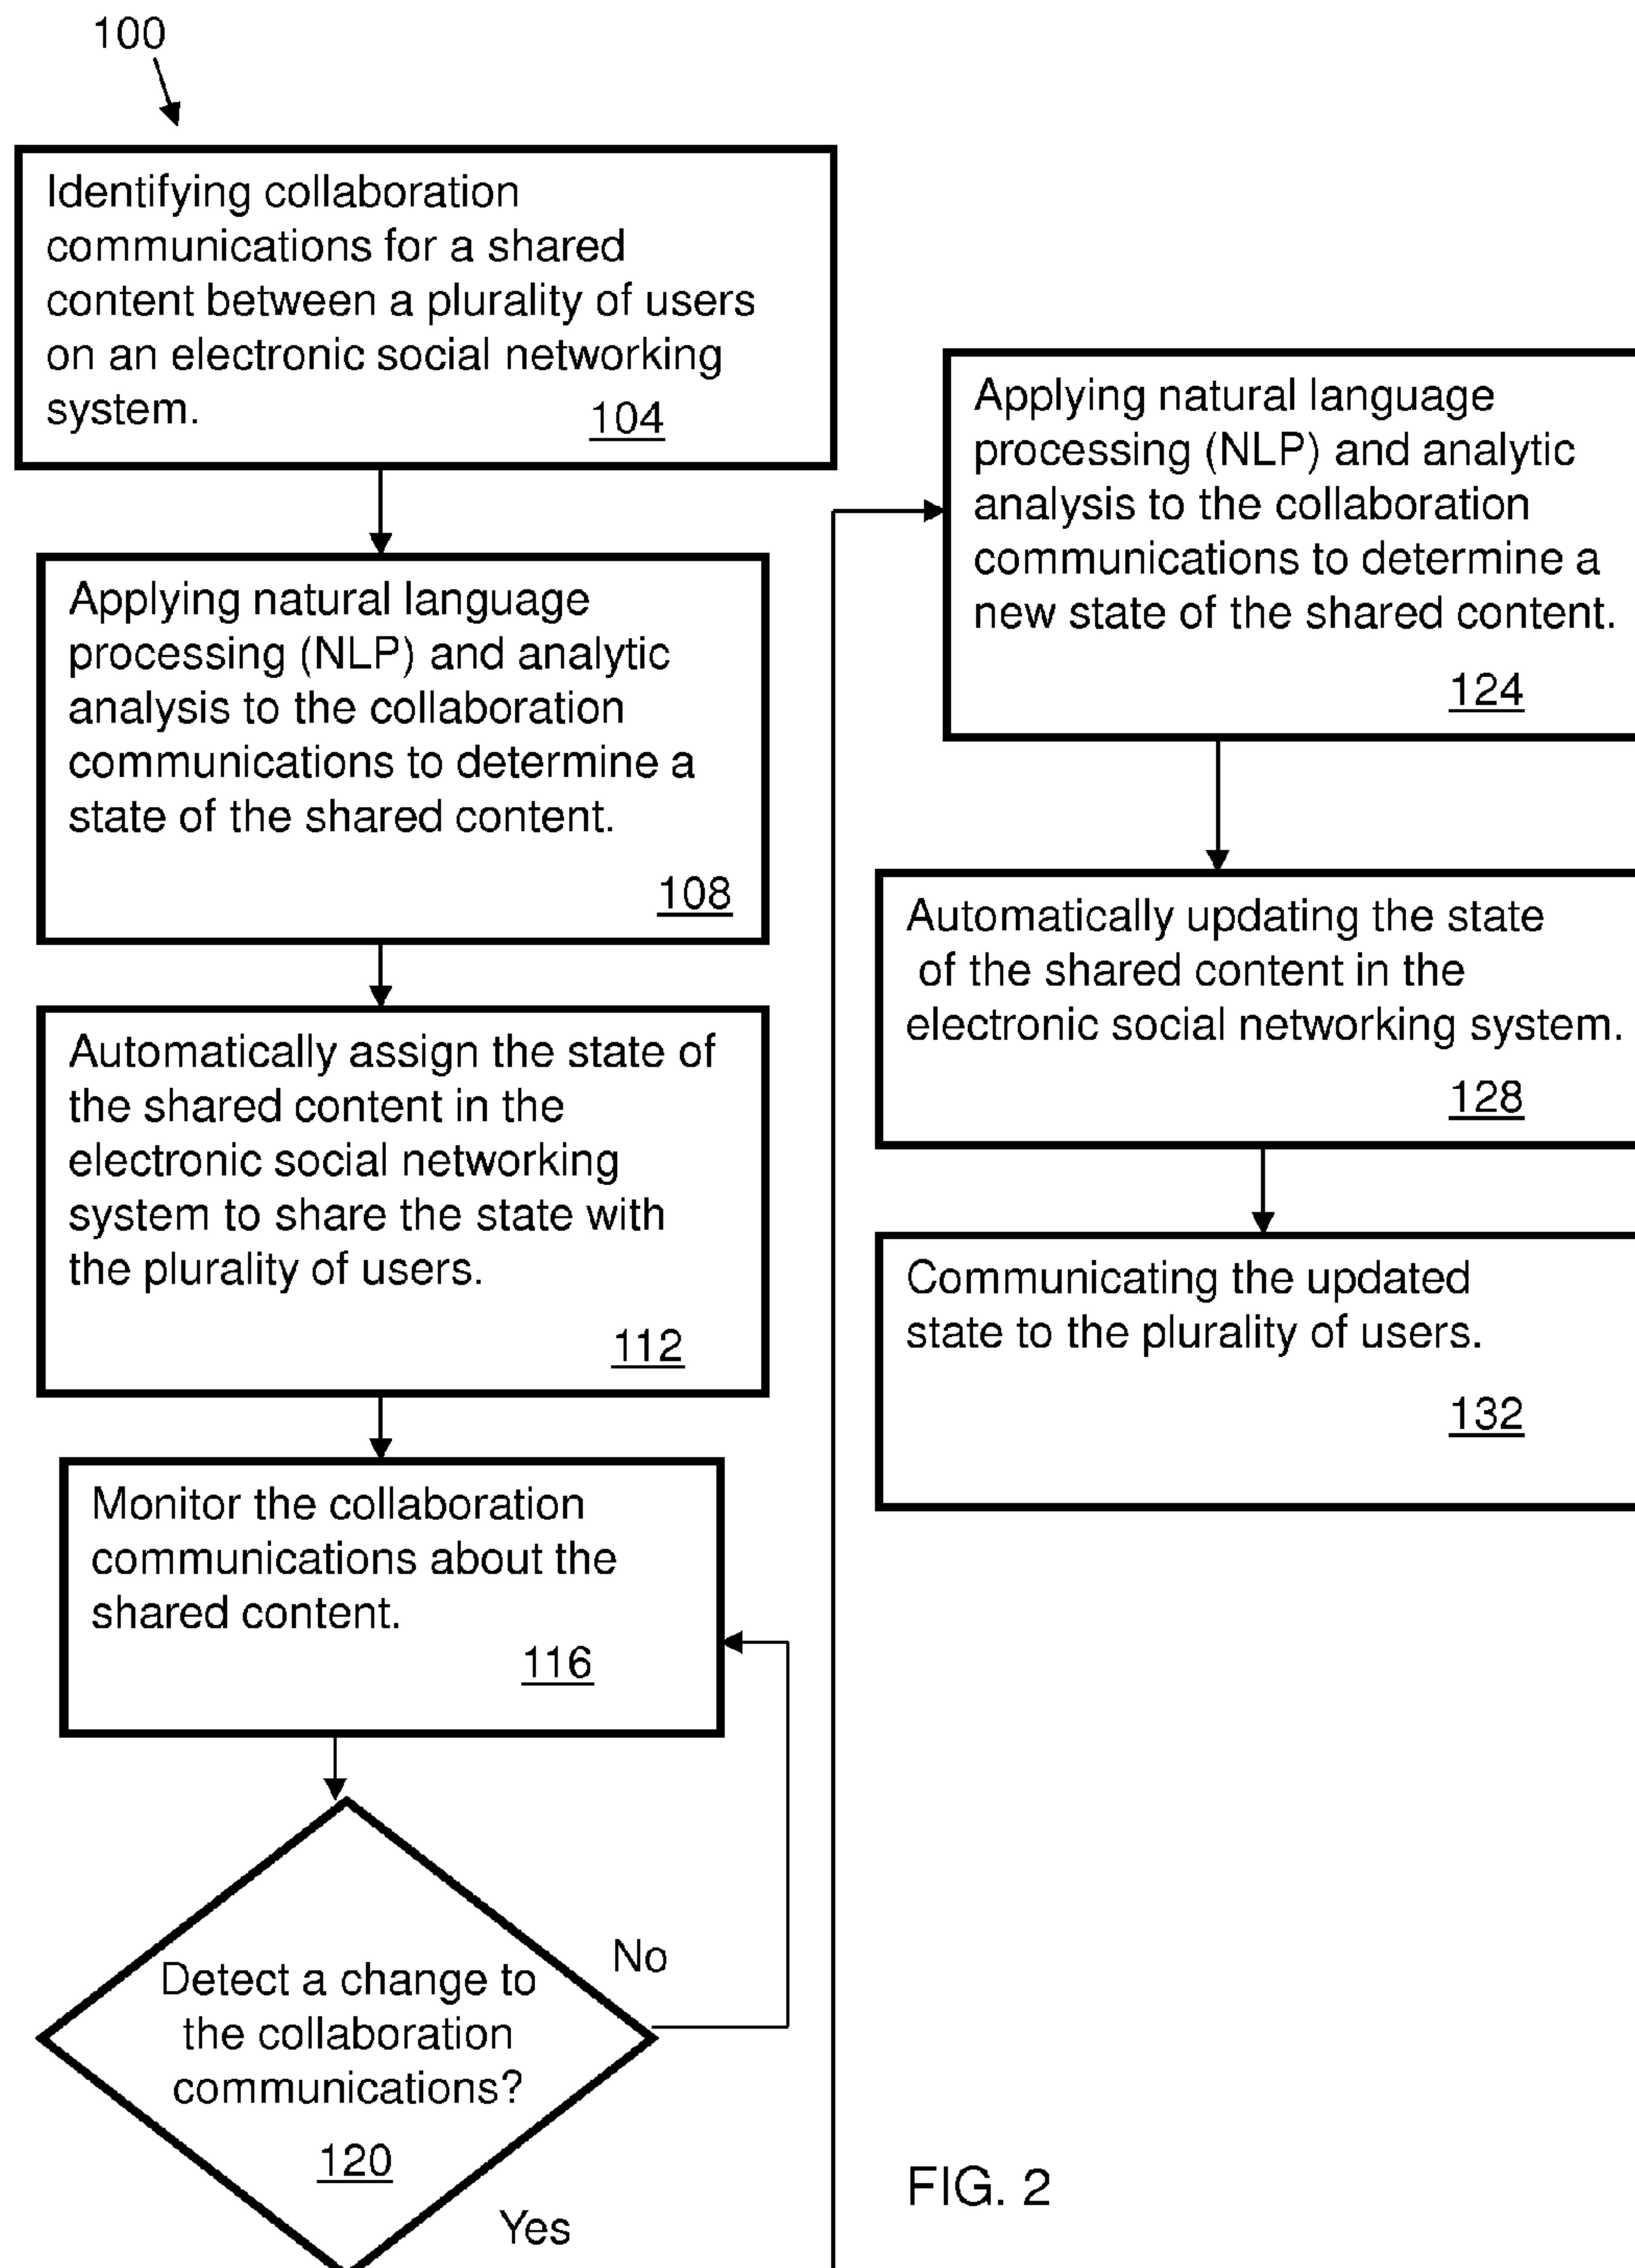 100
Identifying collaboration
communications for a shared
content between a plurality of users
on an electronic social networking
system.
104
Applying natural language
processing (NLP) and analytic
analysis to the collaboration
communications to determine a
state of the shared content.
108
Automatically assign the state of
the shared content in the
electronic social networking
system to share the state with
the plurality of users.
112
Monitor the collaboration
communications about the
shared content.
116
Detect a change to
the collaboration
communications?
120
No
Yes
Applying natural language
processing (NLP) and analytic
analysis to the collaboration
communications to determine a
new state of the shared content.
124
Automatically updating the state
of the shared content in the
electronic social networking system.
128
Communicating the updated
state to the plurality of users.
132
FIG. 2